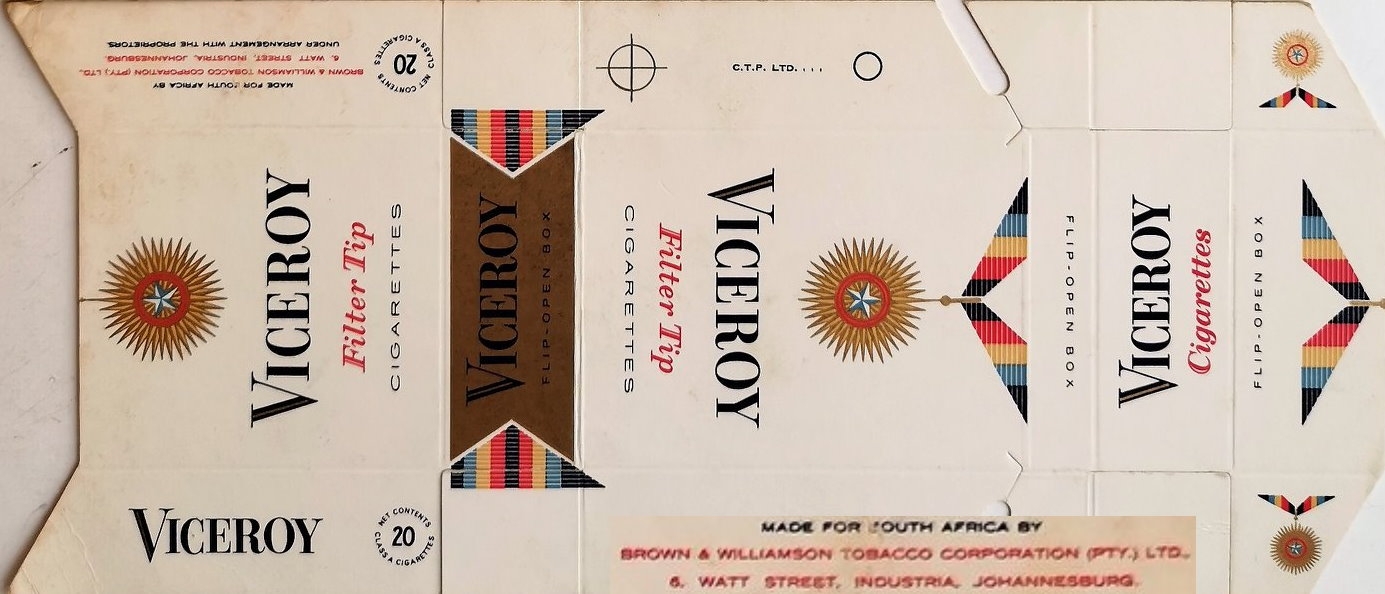 MADE FOR SOUTH AFRICA BY
BROWN & WILLIAMSON TOBACCO CORPORATION (PTY.) LTD.,
6, WATT STREET, INDUSTRIA, JOHANNESBURG.
UNDER ARRANGEMENT WITH THE PROPRIETORS.
NET CONTENTS
20
CLASS A CIGARETTES
C.T.P. LTD....
VICEROY
Filter Tip
CIGARETTES
VICEROY
FLIP-OPEN BOX
CIGARETTES
Filter Tip
VICEROY
FLIP-OPEN BOX
VICEROY
Cigarettes
FLIP-OPEN BOX
VICEROY
NET CONTENTS
20
CLASS A CIGARETTES
MADE FOR SOUTH AFRICA BY
BROWN & WILLIAMSON TOBACCO CORPORATION (PTY.) LTD.,
6, WATT STREET, INDUSTRIA, JOHANNESBURG.